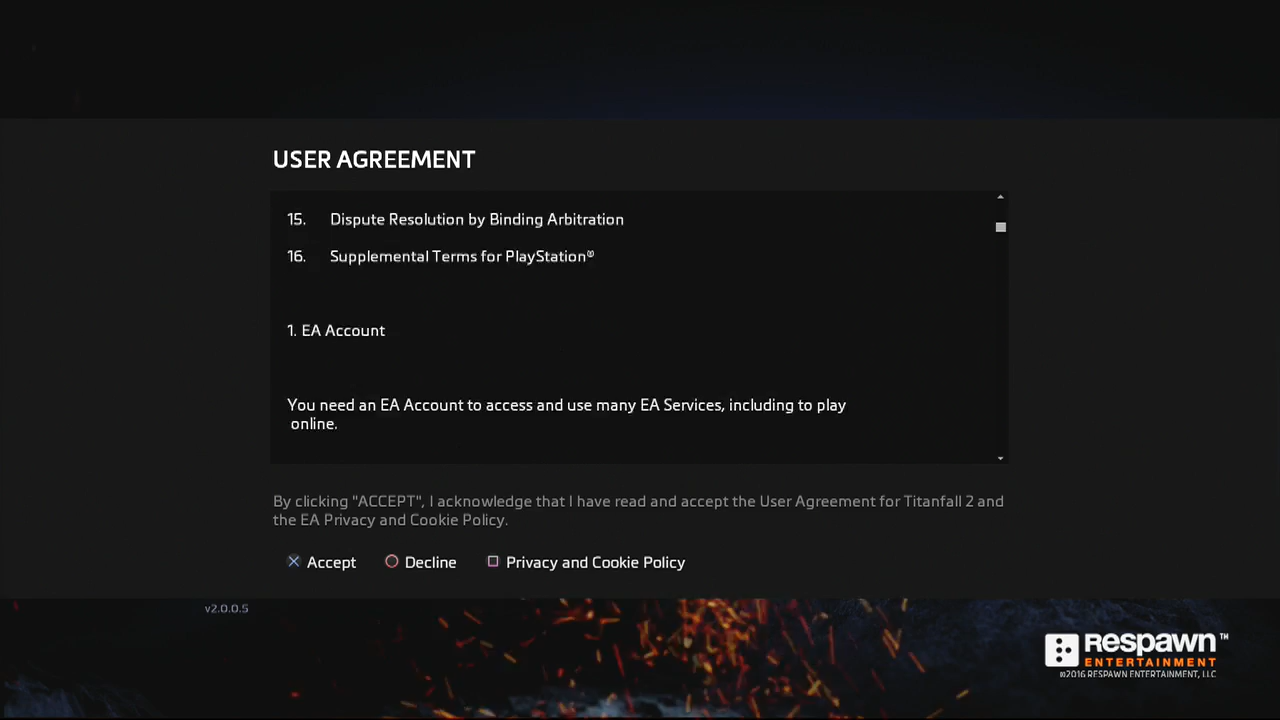 USER AGREEMENT
15. Dispute Resolution by Binding Arbitration
16. Supplemental Terms for PlayStation®
1. EA Account
You need an EA Account to access and use many EA Services, including to play
online.
By clicking "ACCEPT", I acknowledge that I have read and accept the User Agreement for Titanfall 2 and
the EA Privacy and Cookie Policy.
Accept Decline Privacy and Cookie Policy
v2.0.0.5
RESPAWN™
ENTERTAINMENT
©2016 RESPAWN ENTERTAINMENT, LLC